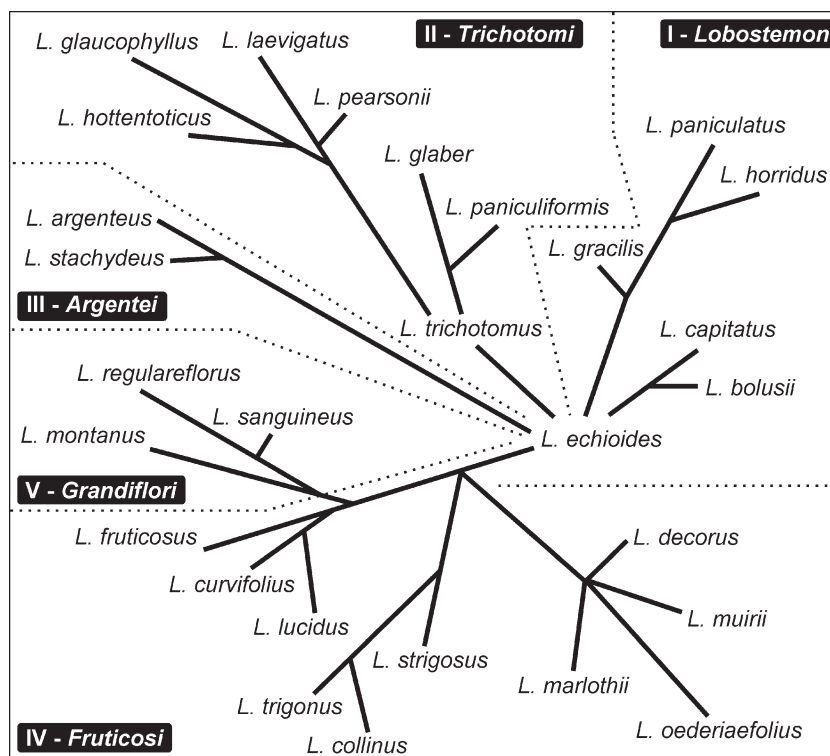 II - Trichotomi
I - Lobostemon
L. glaucophyllus
L. laevigatus
L. pearsonii
L. hottentoticus
L. glaber
L. paniculatus
L. horridus
L. paniculiformis
L. argenteus
L. stachydeus
L. gracilis
III - Argentei
L. trichotomus
L. capitatus
L. bolusii
L. regulareflorus
L. sanguineus
L. montanus
L. echioides
V - Grandiflori
L. fruticosus
L. curvifolius
L. lucidus
L. decorus
L. muirii
L. strigosus
L. marlothii
L. trigonus
L. oederiaefolius
L. collinus
IV - Fruticosi